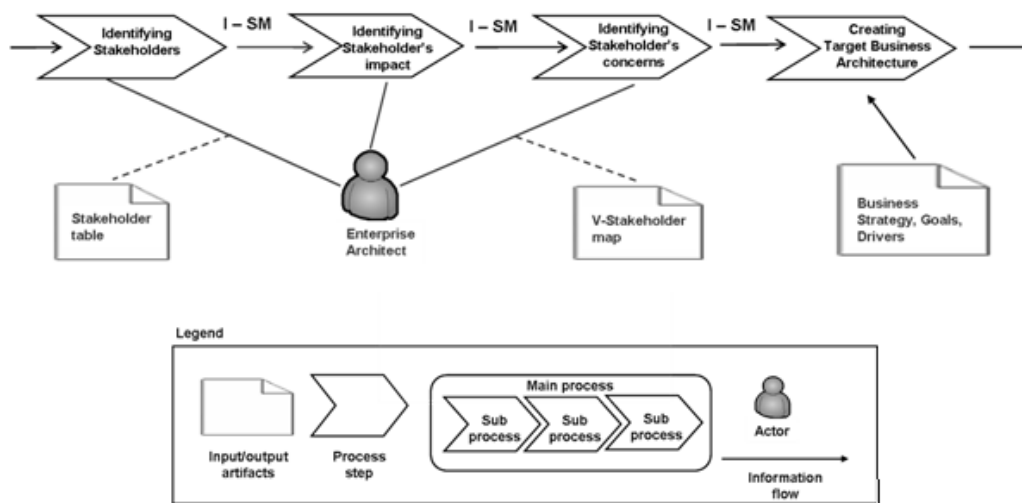 I – SM
I – SM
I – SM
Identifying
Stakeholders
Identifying
Stakeholder's
impact
Identifying
Stakeholder's
concerns
Creating
Target Business
Architecture
Stakeholder
table
Enterprise
Architect
V-Stakeholder
map
Business
Strategy, Goals,
Drivers
Legend
Input/output
artifacts
Process
step
Main process
Sub
process
Sub
process
Sub
process
Actor
Information
flow